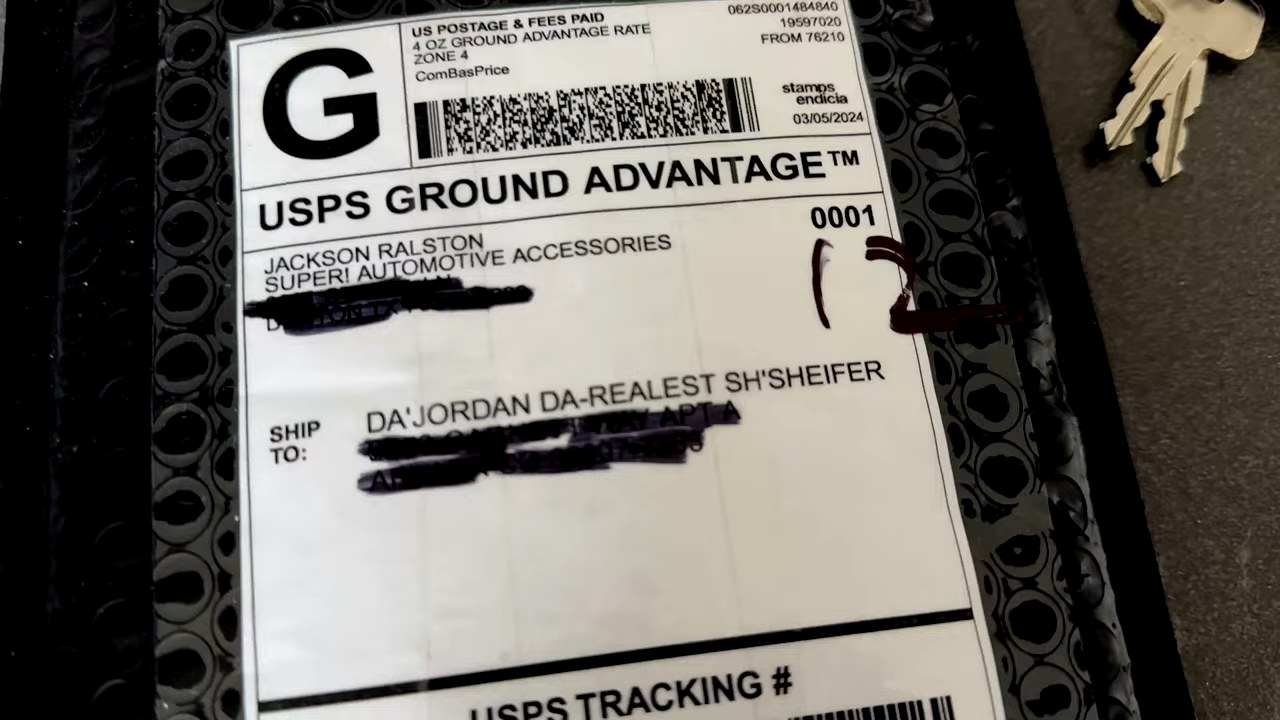 G
US POSTAGE & FEES PAID
4 OZ GROUND ADVANTAGE RATE
ZONE 4
ComBasPrice
062S0001484840
19597020
FROM 76210
stamps
endicia
03/05/2024
USPS GROUND ADVANTAGE™
0001
JACKSON RALSTON
SUPER! AUTOMOTIVE ACCESSORIES
12
SHIP
TO:
DA'JORDAN DA-REALEST SH'SHEIFER
APT A
USPS TRACKING #